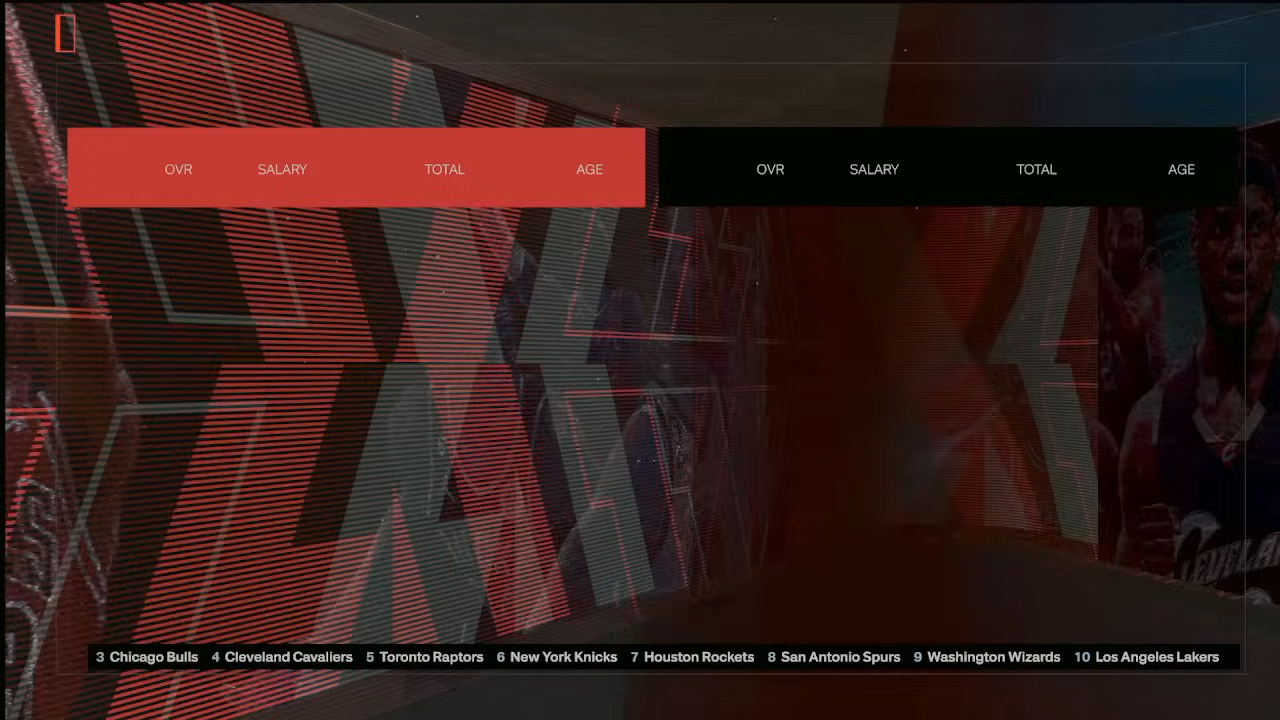 OVR SALARY TOTAL AGE OVR SALARY TOTAL AGE
3 Chicago Bulls 4 Cleveland Cavaliers 5 Toronto Raptors 6 New York Knicks 7 Houston Rockets 8 San Antonio Spurs 9 Washington Wizards 10 Los Angeles Lakers